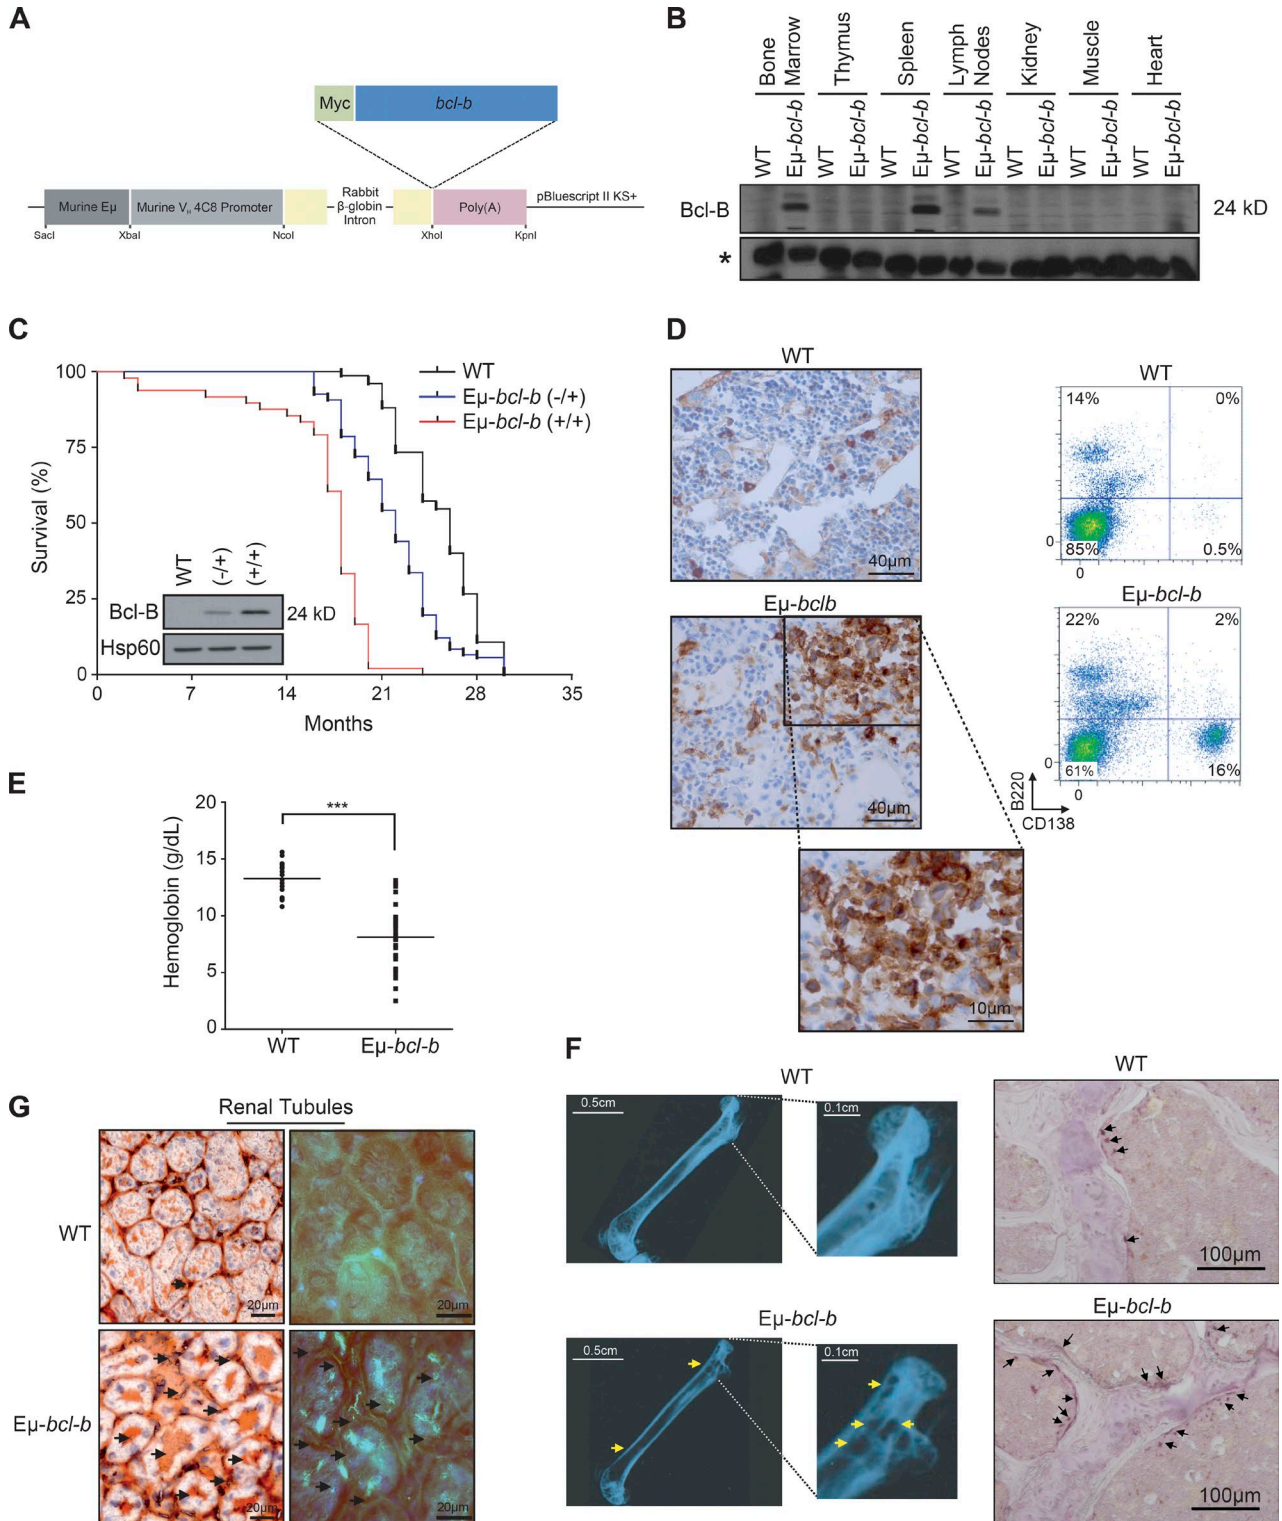 A
Myc
bcl-b
Murine Eµ
Murine VH 4C8 Promoter
Rabbit
β-globin
Intron
Poly(A)
pBluescript II KS+
SacI
XbaI
NcoI
XhoI
KpnI
B
Bone
Marrow
Thymus
Spleen
Lymph
Nodes
Kidney
Muscle
Heart
WT
Eµ-bcl-b
WT
Eµ-bcl-b
WT
Eµ-bcl-b
WT
Eµ-bcl-b
WT
Eµ-bcl-b
WT
Eµ-bcl-b
WT
Eµ-bcl-b
Bcl-B
24 kD
*
C
100
75
50
25
0
Survival (%)
WT
Eµ-bcl-b (-/+)
Eµ-bcl-b (+/+)
WT
(-/+)
(+/+)
Bcl-B
24 kD
Hsp60
0 7 14 21 28 35
Months
D
WT
40µm
Eµ-bclb
40µm
10µm
WT
14%
0%
85%
0.5%
0
0
Eµ-bcl-b
22%
2%
61%
16%
0
0
B220
CD138
E
20
15
10
5
0
Hemoglobin (g/dL)
***
WT
Eµ-bcl-b
F
WT
0.5cm
0.1cm
WT
100µm
Eµ-bcl-b
0.5cm
0.1cm
Eµ-bcl-b
100µm
G
Renal Tubules
WT
20µm
20µm
Eµ-bcl-b
20µm
20µm